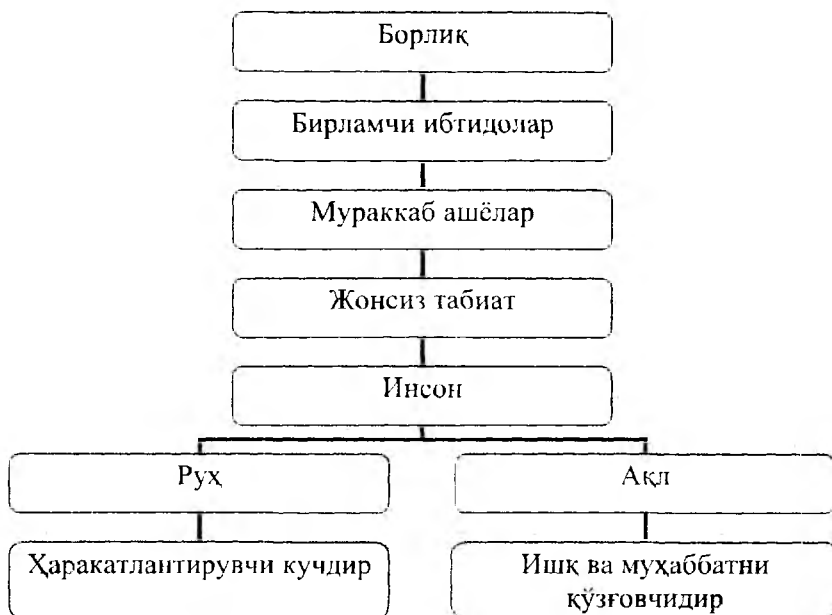 Борлиқ
Бирламчи ибтидолар
Мураккаб ашёлар
Жонсиз табиат
Инсон
Руҳ
Ақл
Ҳаракатлантирувчи кучдир
Ишқ ва муҳаббатни
қўзғовчидир